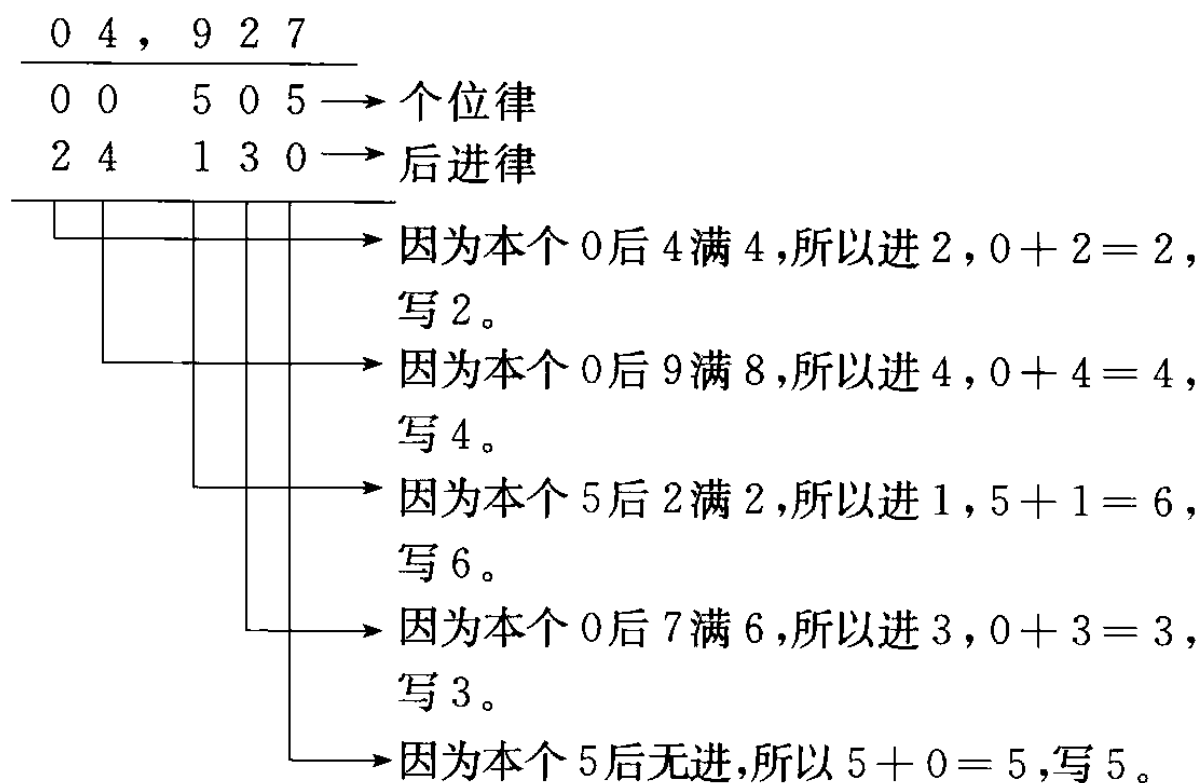 0 4 , 9 2 7
0 0 5 0 5 → 个位律
2 4 1 3 0 → 后进律
因为本个 0 后 4 满 4 ,所以进 2 , 0 + 2 = 2 ,
写 2 。
因为本个 0 后 9 满 8 ,所以进 4 , 0 + 4 = 4 ,
写 4 。
因为本个 5 后 2 满 2 ,所以进 1 , 5 + 1 = 6 ,
写 6 。
因为本个 0 后 7 满 6 ,所以进 3 , 0 + 3 = 3 ,
写 3 。
因为本个 5 后无进,所以 5 + 0 = 5 ,写 5 。